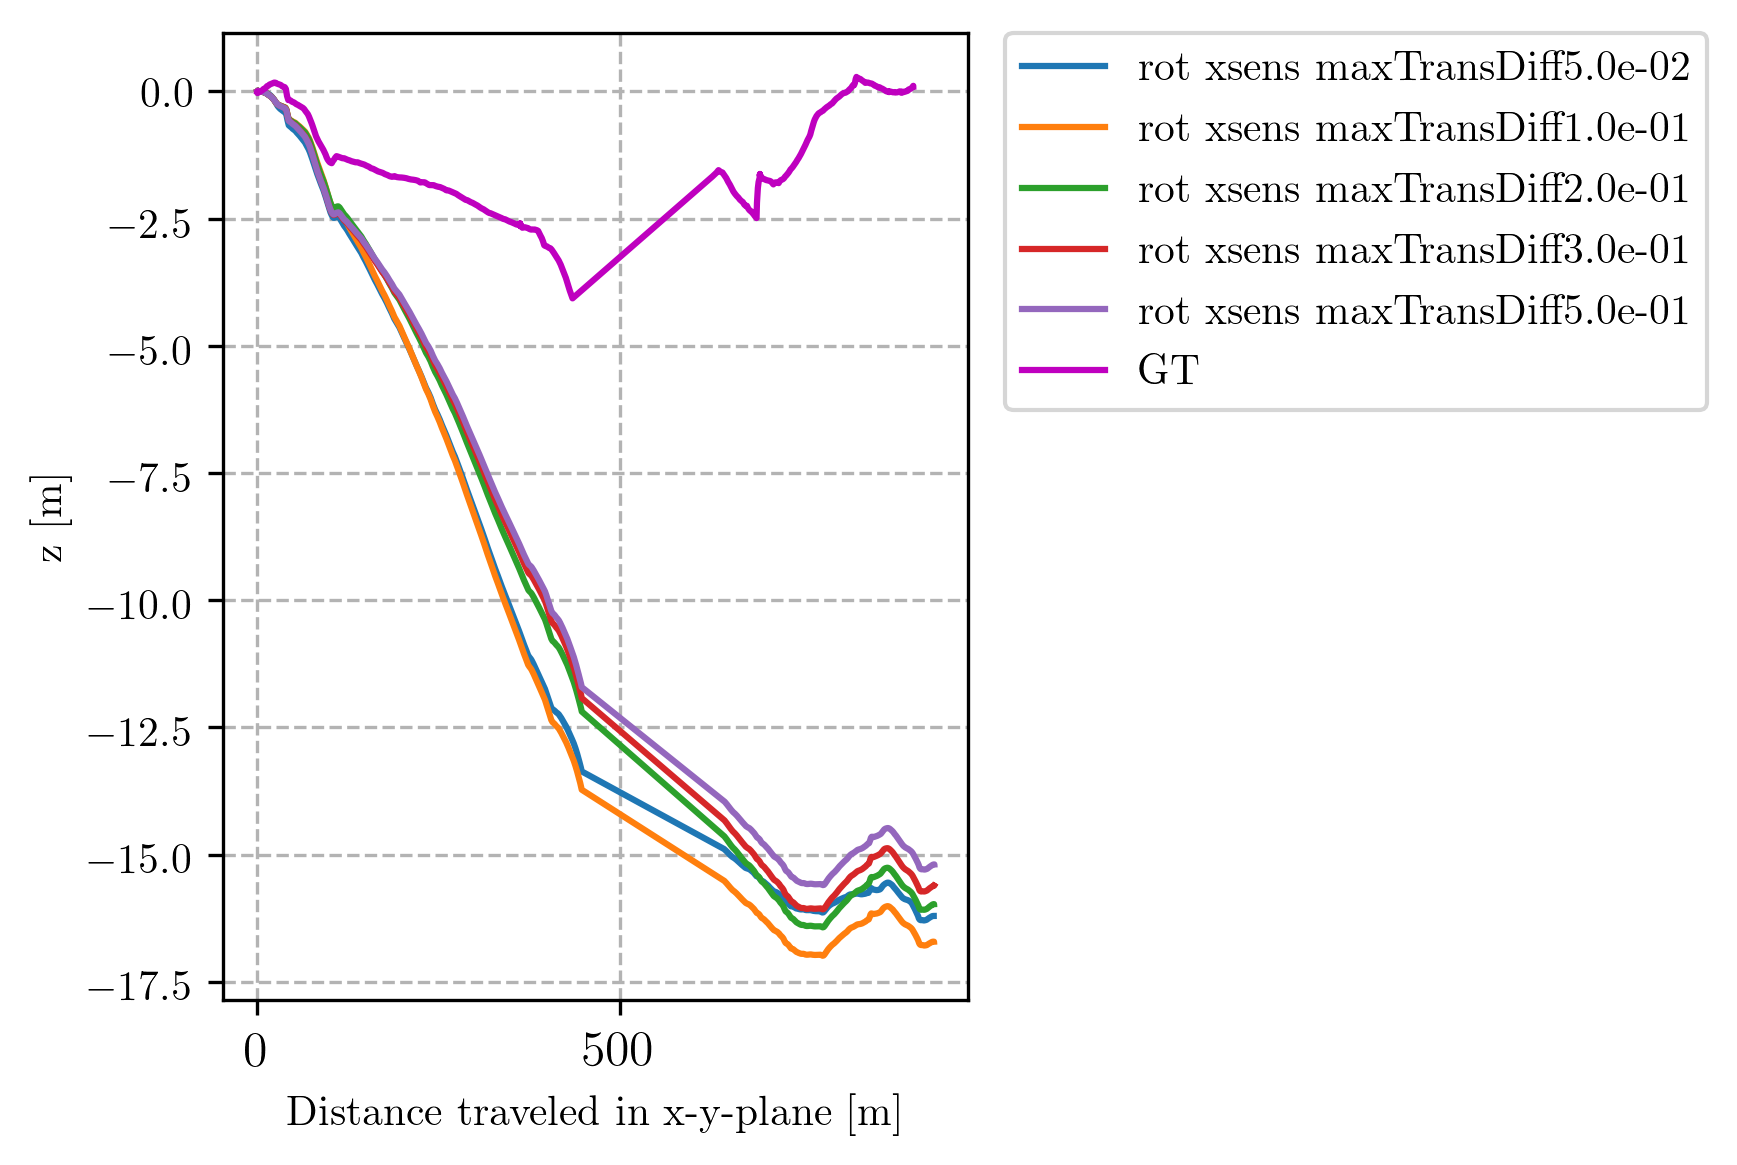 0.0
−2.5
−5.0
−7.5
−10.0
−12.5
−15.0
−17.5
z [m]
0 500
Distance traveled in x-y-plane [m]
rot xsens maxTransDiff5.0e-02
rot xsens maxTransDiff1.0e-01
rot xsens maxTransDiff2.0e-01
rot xsens maxTransDiff3.0e-01
rot xsens maxTransDiff5.0e-01
GT